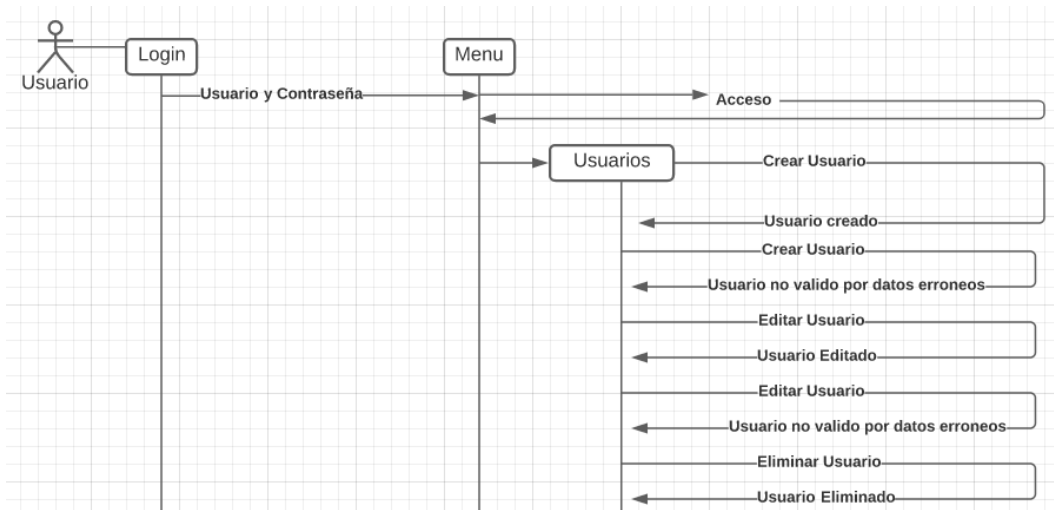 Usuario
Login
Menu
Usuario y Contraseña
Acceso
Usuarios
Crear Usuario
Usuario creado
Crear Usuario
Usuario no valido por datos erroneos
Editar Usuario
Usuario Editado
Editar Usuario
Usuario no valido por datos erroneos
Eliminar Usuario
Usuario Eliminado